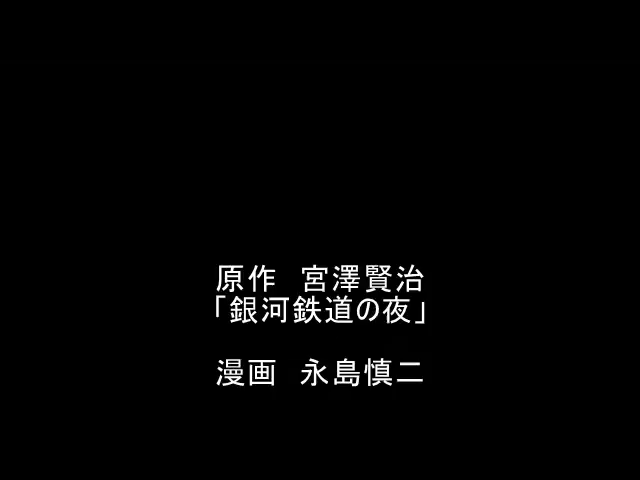 原作　宮澤賢治
「銀河鉄道の夜」
漫画　永島慎二